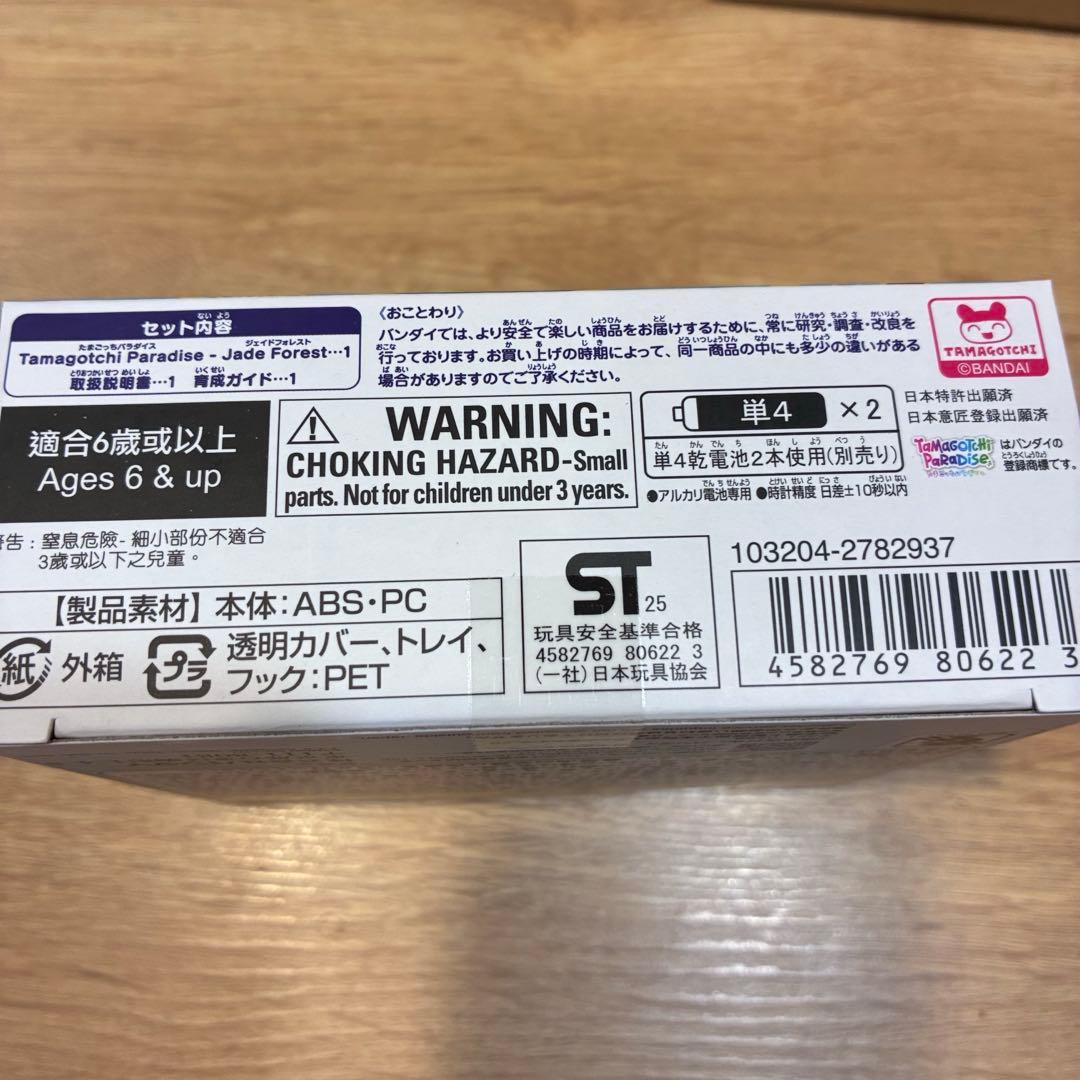 セット内容
Tamagotchi Paradise - Jade Forest…1
取扱説明書…1 育成ガイド…1
《おことわり》
バンダイでは、より安全で楽しい商品をお届けするために、常に研究・調査・改良を
行っております。お買い上げの時期によって、同一商品の中にも多少の違いがある
場合がありますのでご了承ください。
TAMAGOTCHI
©BANDAI
適合6歲或以上
Ages 6 & up
WARNING:
CHOKING HAZARD-Small
parts. Not for children under 3 years.
単4 ×2
単4乾電池2本使用(別売り)
●アルカリ電池専用 ●時計精度 日差±10秒以内
日本特許出願済
日本意匠登録出願済
TAMAGOTCHI PARADISE はバンダイの
登録商標です。
警告 : 窒息危險- 細小部份不適合
3歲或以下之兒童。
【製品素材】本体:ABS・PC
紙 外箱
プラ 透明カバー、トレイ、
フック:PET
ST 25
玩具安全基準合格
4582769 80622 3
(一社)日本玩具協会
103204-2782937
4582769 80622 3